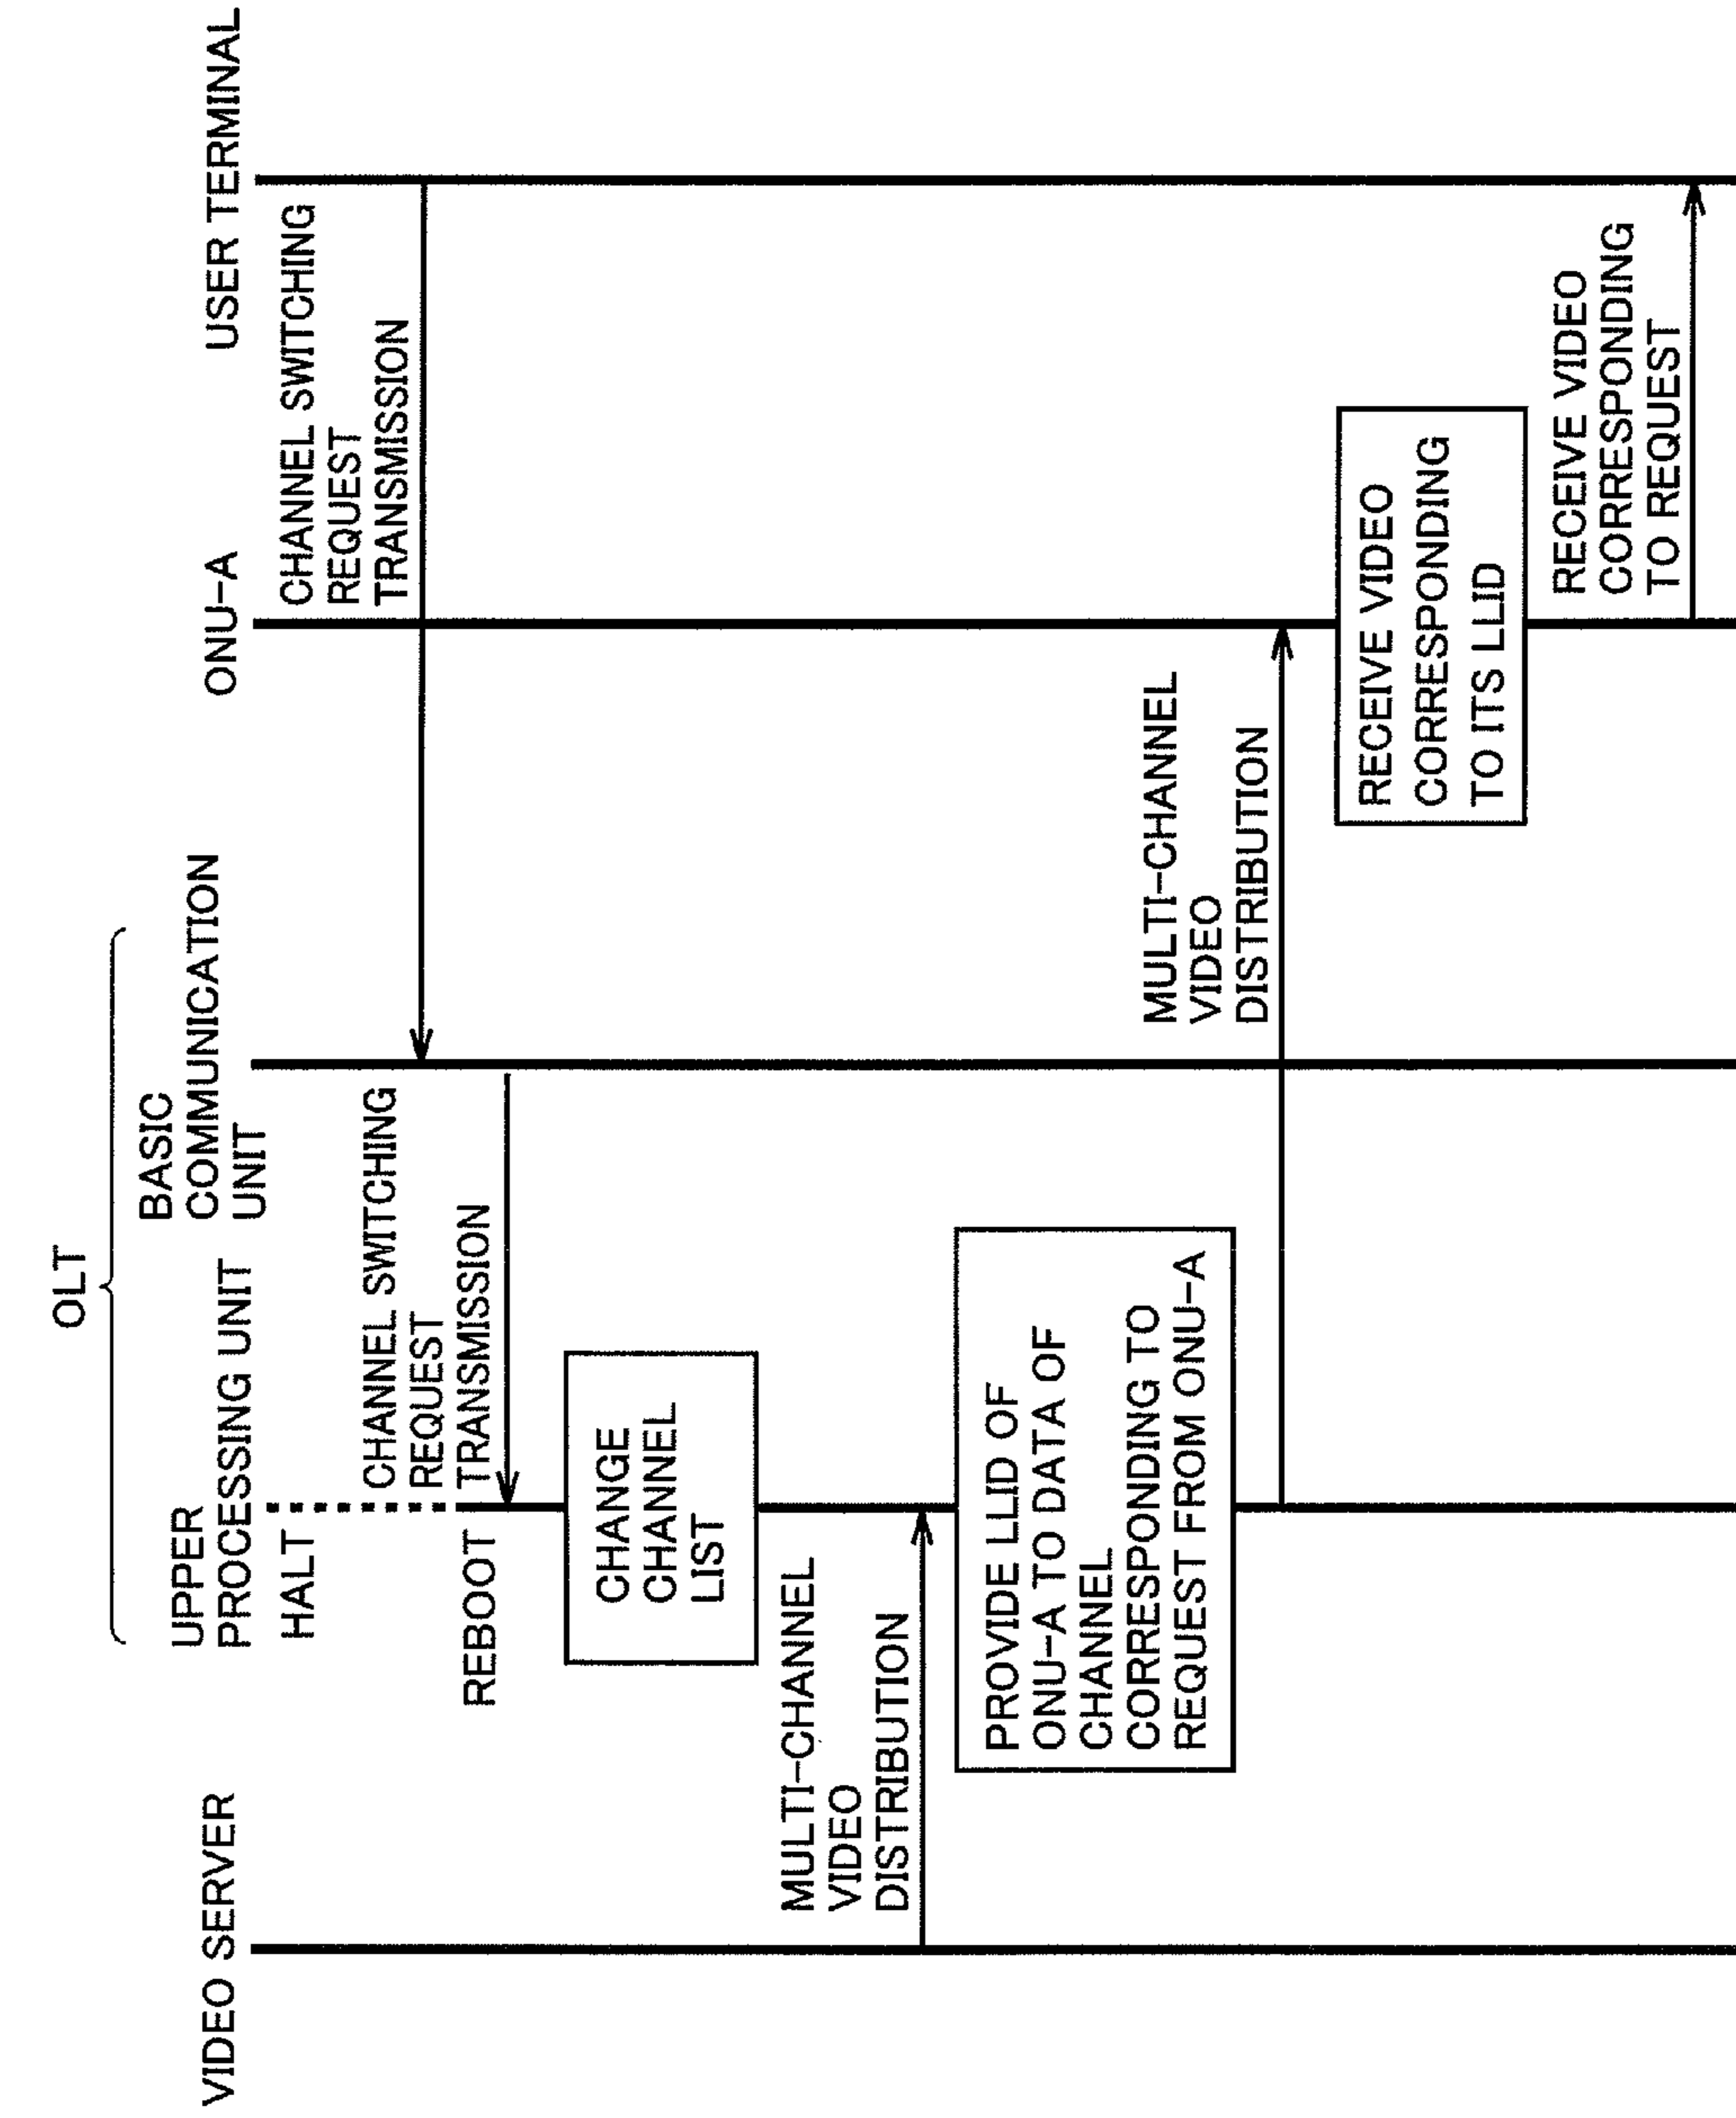 OLT
VIDEO SERVER
UPPER
PROCESSING UNIT
BASIC
COMMUNICATION
UNIT
ONU-A
USER TERMINAL
HALT
CHANNEL SWITCHING
REQUEST
TRANSMISSION
CHANNEL SWITCHING
REQUEST
TRANSMISSION
REBOOT
CHANGE
CHANNEL
LIST
MULTI-CHANNEL
VIDEO
DISTRIBUTION
PROVIDE LLID OF
ONU-A TO DATA OF
CHANNEL
CORRESPONDING TO
REQUEST FROM ONU-A
MULTI-CHANNEL
VIDEO
DISTRIBUTION
RECEIVE VIDEO
CORRESPONDING
TO ITS LLID
RECEIVE VIDEO
CORRESPONDING
TO REQUEST